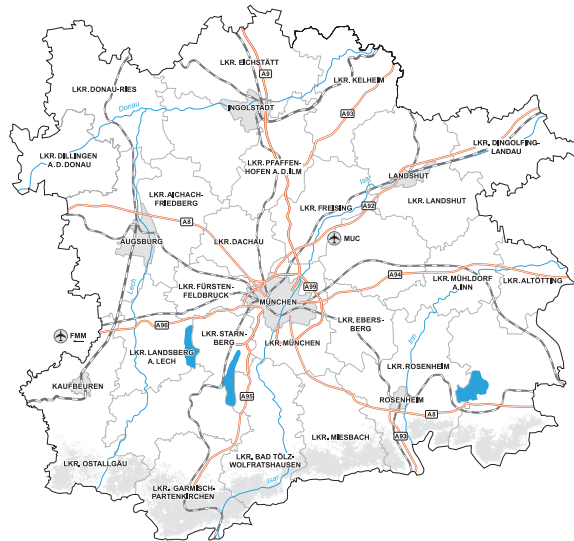 LKR. EICHSTÄTT
A9
LKR. KELHEIM
LKR. DONAU-RIES
Donau
INGOLSTADT
A93
LKR. DINGOLFING-
LANDAU
LKR. DILLINGEN
A.D. DONAU
LKR. PFAFFEN-
HOFEN A. D. ILM
Isar
LANDSHUT
LKR. AICHACH-
FRIEDBERG
LKR. LANDSHUT
LKR. FREISING
A92
A8
AUGSBURG
LKR. DACHAU
MUC
Lech
A94
LKR. MÜHLDORF
A.INN
LKR. ALTÖTTING
LKR. FÜRSTEN-
FELDBRUCK
A99
MÜNCHEN
A96
LKR. STARN-
BERG
LKR. EBERS-
BERG
FMM
LKR. MÜNCHEN
Inn
LKR. LANDSBERG
A. LECH
LKR. ROSENHEIM
KAUFBEUREN
A95
ROSENHEIM
A8
A93
LKR. MIESBACH
LKR. OSTALLGÄU
LKR. BAD TÖLZ-
WOLFRATSHAUSEN
Isar
LKR. GARMISCH-
PARTENKIRCHEN